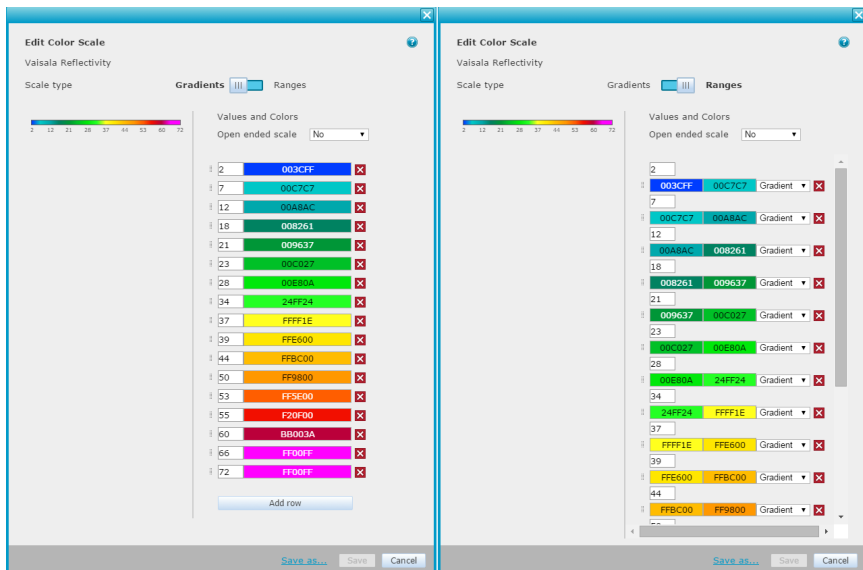 Edit Color Scale
Vaisala Reflectivity
Scale type Gradients Ranges
2 12 21 28 37 44 53 60 72
Values and Colors
Open ended scale No
2 003CFF
7 00C7C7
12 00A8AC
18 008261
21 009637
23 00C027
28 00E80A
34 24FF24
37 FFFF1E
39 FFE600
44 FFBC00
50 FF9800
53 FF5E00
55 F20F00
60 BB003A
66 FF00FF
72 FF00FF
Add row
Save as... Save Cancel
Edit Color Scale
Vaisala Reflectivity
Scale type Gradients Ranges
2 12 21 28 37 44 53 60 72
Values and Colors
Open ended scale No
2
003CFF 00C7C7 Gradient
7
00C7C7 00A8AC Gradient
12
00A8AC 008261 Gradient
18
008261 009637 Gradient
21
009637 00C027 Gradient
23
00C027 00E80A Gradient
28
00E80A 24FF24 Gradient
34
24FF24 FFFF1E Gradient
37
FFFF1E FFE600 Gradient
39
FFE600 FFBC00 Gradient
44
FFBC00 FF9800 Gradient
Save as... Save Cancel